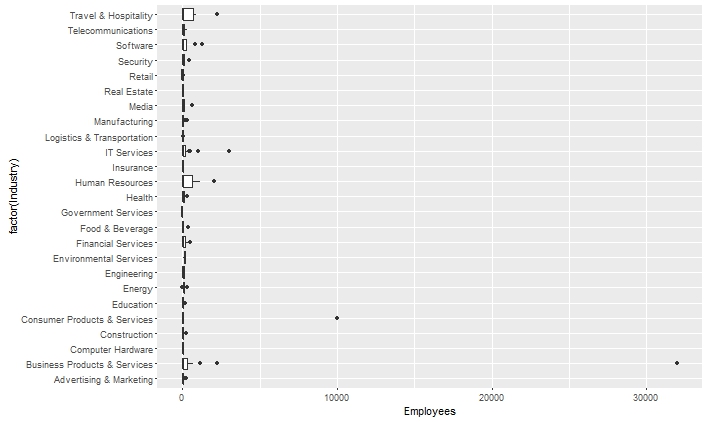 Travel & Hospitality
Telecommunications
Software
Security
Retail
Real Estate
Media
Manufacturing
Logistics & Transportation
IT Services
Insurance
Human Resources
Health
Government Services
Food & Beverage
Financial Services
Environmental Services
Engineering
Energy
Education
Consumer Products & Services
Construction
Computer Hardware
Business Products & Services
Advertising & Marketing
factor(Industry)
0 10000 20000 30000
Employees